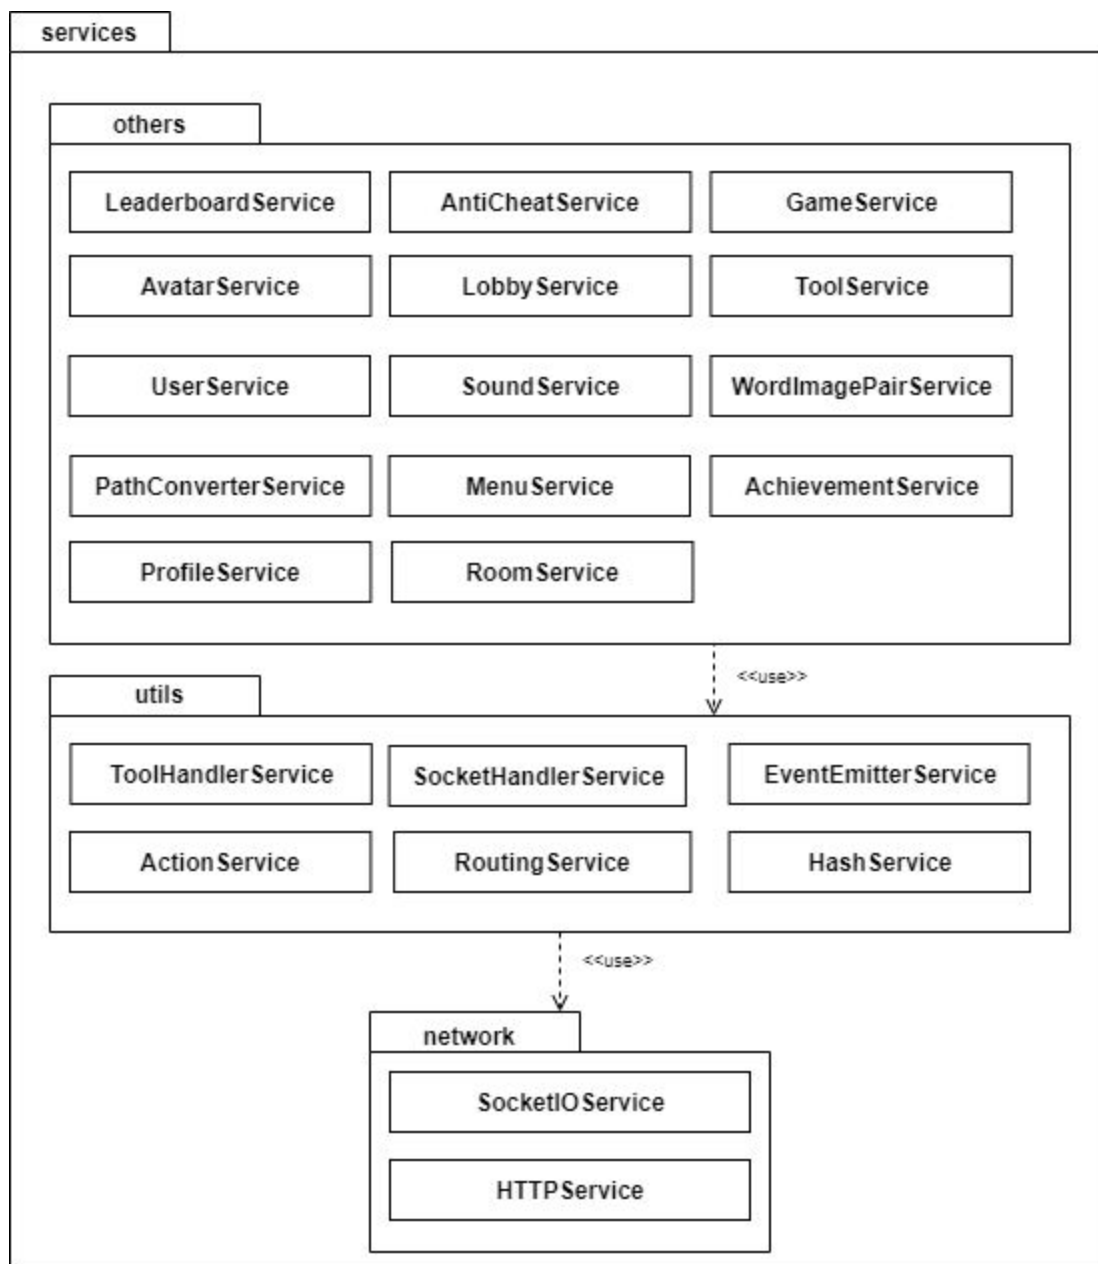 services
others
LeaderboardService
AntiCheatService
GameService
AvatarService
LobbyService
ToolService
UserService
SoundService
WordImagePairService
PathConverterService
MenuService
AchievementService
ProfileService
RoomService
<<use>>
utils
ToolHandlerService
SocketHandlerService
EventEmitterService
ActionService
RoutingService
HashService
<<use>>
network
SocketIOService
HTTPService